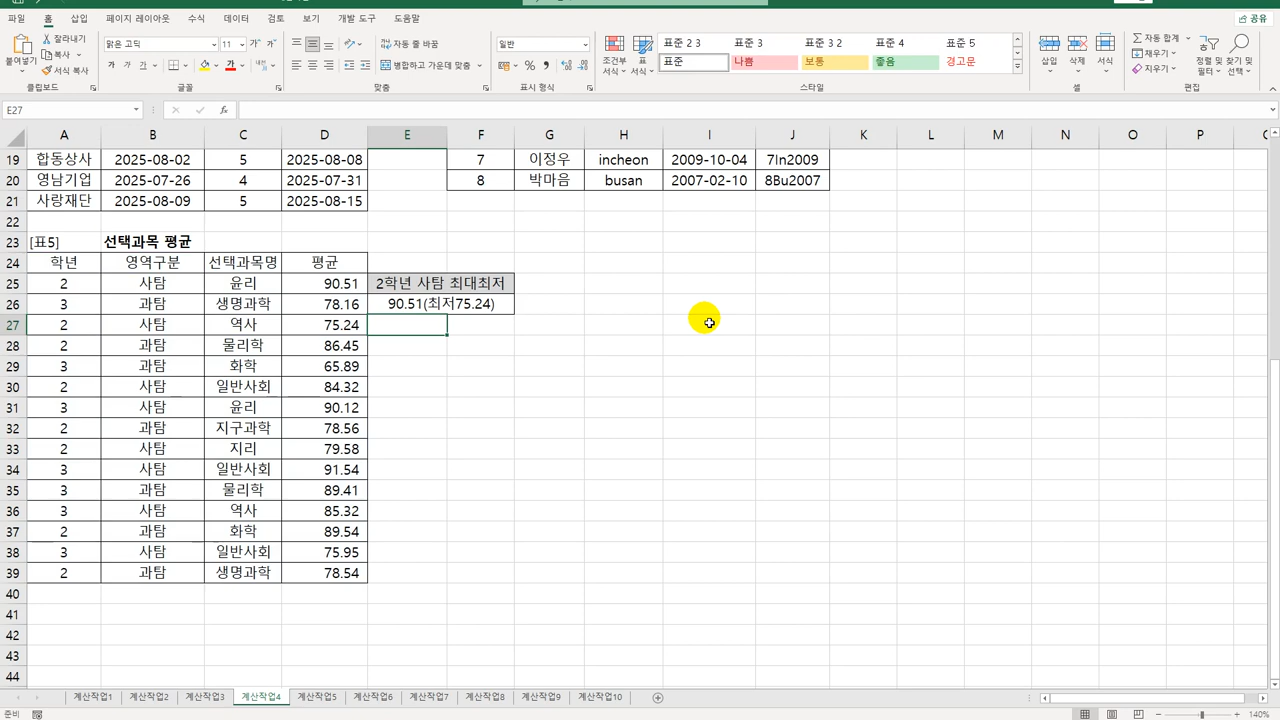 파일 홈 삽입 페이지 레이아웃 수식 데이터 검토 보기 개발 도구 도움말 공유
붙여넣기 잘라내기 복사 서식 복사 맑은 고딕 11 가 가 자동 줄 바꿈 일반 조건부 서식 표 서식 표준 2 3 표준 3 표준 3 2 표준 4 표준 5 삽입 삭제 서식 자동 합계 채우기 지우기 정렬 및 필터 찾기 및 선택
가 가 가 가 병합하고 가운데 맞춤 % 표준 나쁨 보통 좋음 경고문
클립보드 글꼴 맞춤 표시 형식 스타일 셀 편집
E27 fx
A B C D E F G H I J K L M N O P
19 합동상사 2025-08-02 5 2025-08-08 7 이정우 incheon 2009-10-04 7In2009
20 영남기업 2025-07-26 4 2025-07-31 8 박마음 busan 2007-02-10 8Bu2007
21 사랑재단 2025-08-09 5 2025-08-15
22
23 [표5] 선택과목 평균
24 학년 영역구분 선택과목명 평균
25 2 사탐 윤리 90.51 2학년 사탐 최대최저
26 3 과탐 생명과학 78.16 90.51(최저75.24)
27 2 사탐 역사 75.24
28 2 과탐 물리학 86.45
29 3 과탐 화학 65.89
30 2 사탐 일반사회 84.32
31 3 사탐 윤리 90.12
32 2 과탐 지구과학 78.56
33 2 사탐 지리 79.58
34 3 사탐 일반사회 91.54
35 3 과탐 물리학 89.41
36 3 사탐 역사 85.32
37 2 과탐 화학 89.54
38 3 사탐 일반사회 75.95
39 2 과탐 생명과학 78.54
40
41
42
43
44
계산작업1 계산작업2 계산작업3 계산작업4 계산작업5 계산작업6 계산작업7 계산작업8 계산작업9 계산작업10
준비 140%